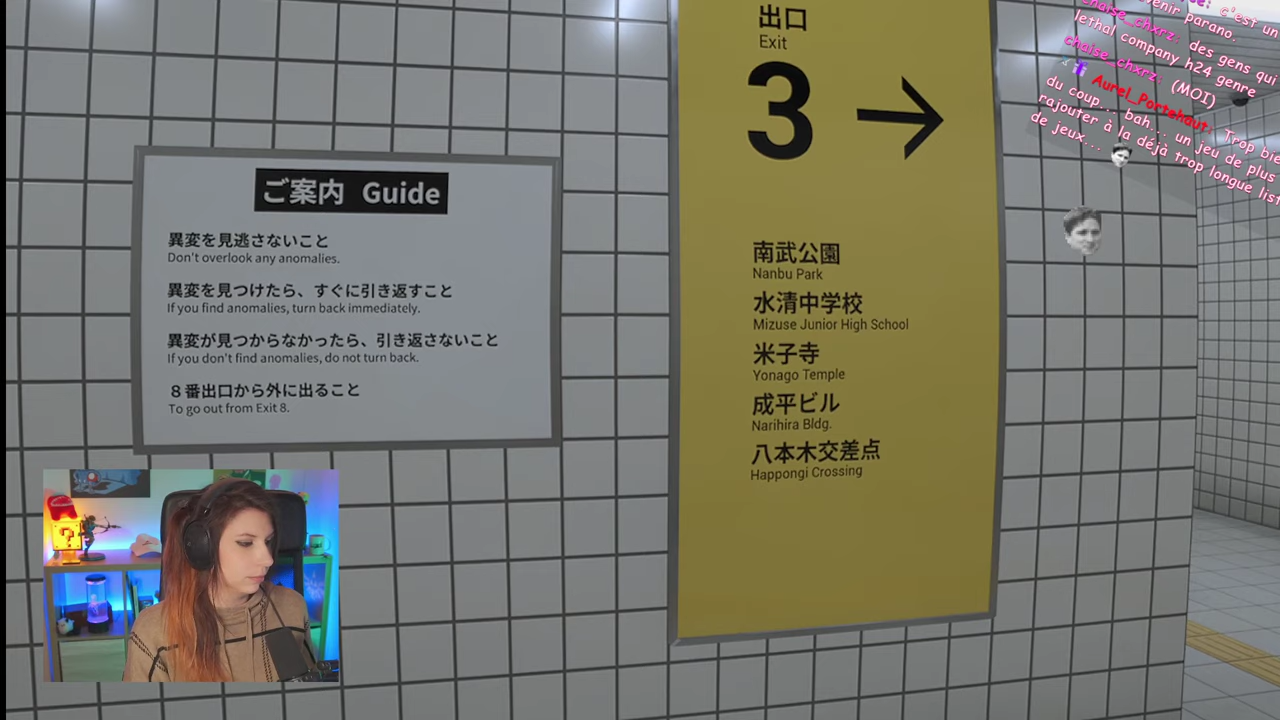 出口
Exit
3
ご案内 Guide
異変を見逃さないこと
Don't overlook any anomalies.
異変を見つけたら、すぐに引き返すこと
If you find anomalies, turn back immediately.
異変が見つからなかったら、引き返さないこと
If you don't find anomalies, do not turn back.
8番出口から外に出ること
To go out from Exit 8.
南武公園
Nanbu Park
水清中学校
Mizuse Junior High School
米子寺
Yonago Temple
成平ビル
Narihira Bldg.
八本木交差点
Happongi Crossing
c'est un
venir parano.
chaise_chxrz: des gens qui
lethal company h24 genre
chaise_chxrz: (MOI)
Aurel_Portehaut: Trop
du coup... bah... un jeu de plus
rajouter à la déjà trop longue
de jeux...
?